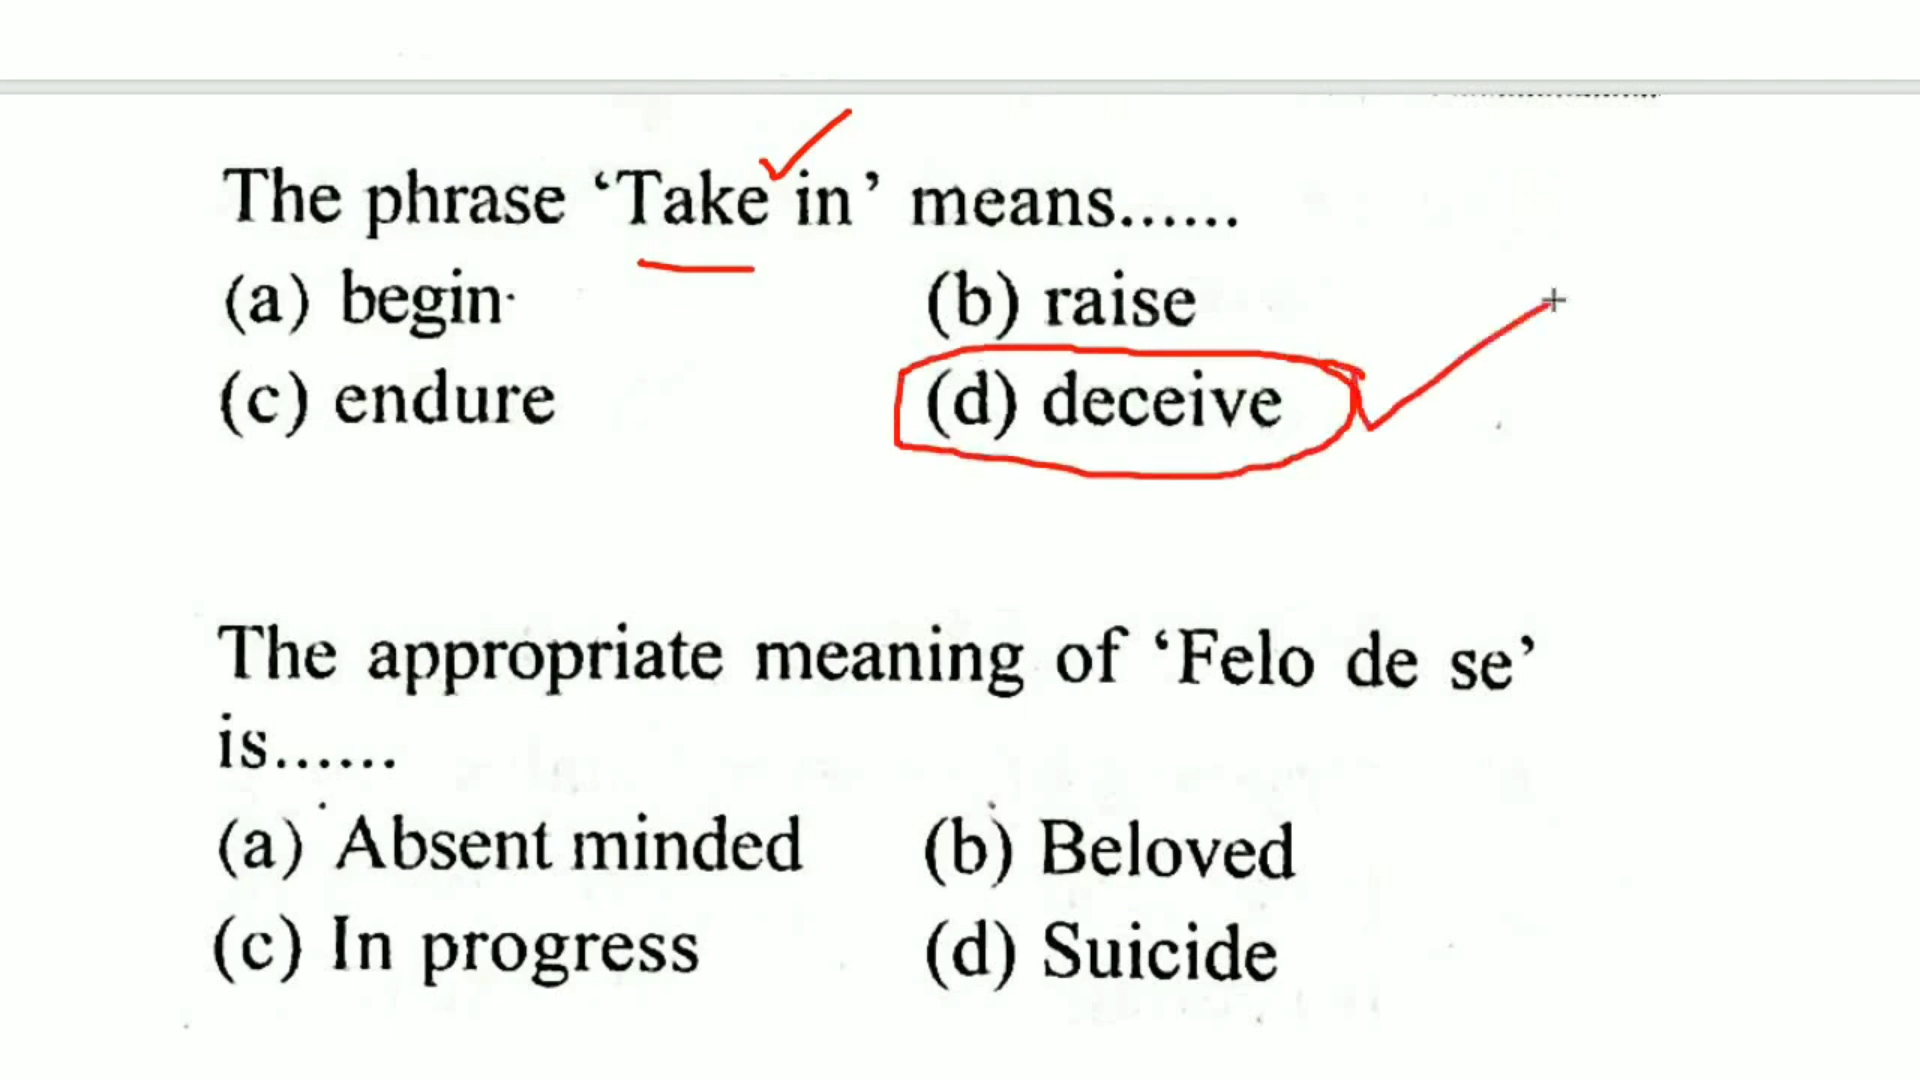 The phrase ‘Take in’ means......
(a) begin
(b) raise
(c) endure
(d) deceive
The appropriate meaning of ‘Felo de se’
is......
(a) Absent minded
(b) Beloved
(c) In progress
(d) Suicide